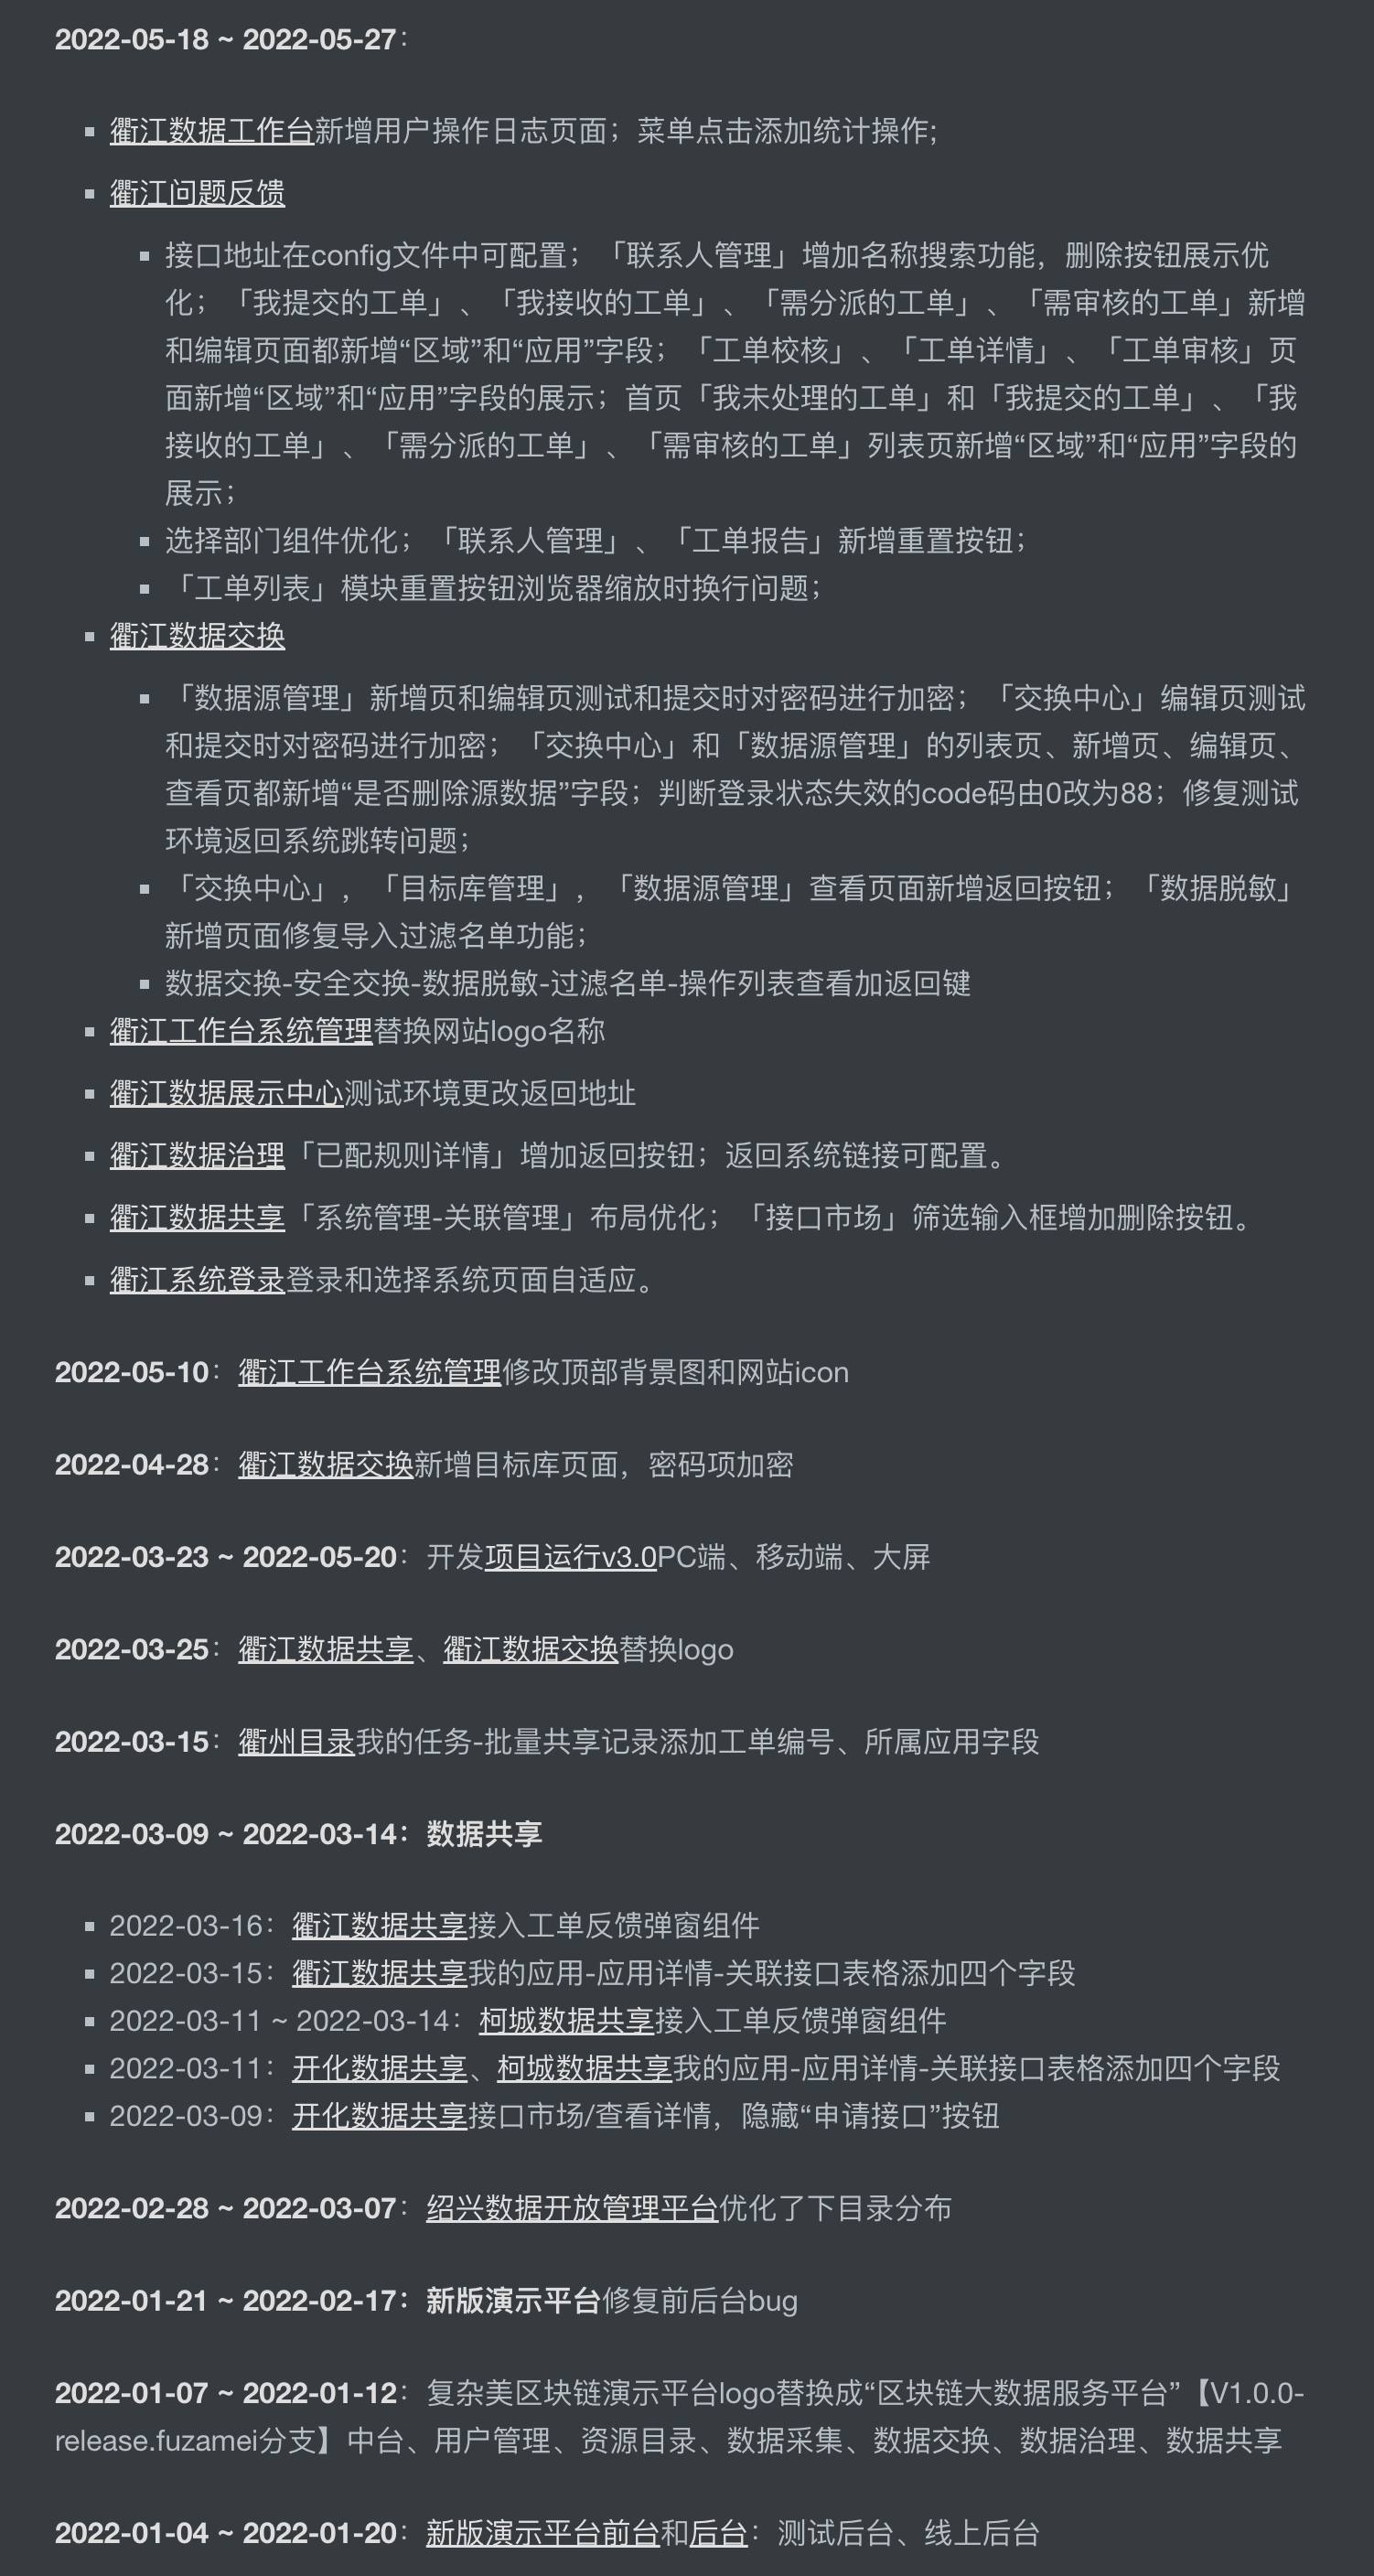 2022-05-18 ~ 2022-05-27：
衢江数据工作台新增用户操作日志页面；菜单点击添加统计操作;
衢江问题反馈
接口地址在config文件中可配置；「联系人管理」增加名称搜索功能，删除按钮展示优
化；「我提交的工单」、「我接收的工单」、「需分派的工单」、「需审核的工单」新增
和编辑页面都新增“区域”和“应用”字段；「工单校核」、「工单详情」、「工单审核」页
面新增“区域”和“应用”字段的展示；首页「我未处理的工单」和「我提交的工单」、「我
接收的工单」、「需分派的工单」、「需审核的工单」列表页新增“区域”和“应用”字段的
展示；
选择部门组件优化；「联系人管理」、「工单报告」新增重置按钮；
「工单列表」模块重置按钮浏览器缩放时换行问题；
衢江数据交换
「数据源管理」新增页和编辑页测试和提交时对密码进行加密；「交换中心」编辑页测试
和提交时对密码进行加密；「交换中心」和「数据源管理」的列表页、新增页、编辑页、
查看页都新增“是否删除源数据”字段；判断登录状态失效的code码由0改为88；修复测试
环境返回系统跳转问题；
「交换中心」，「目标库管理」，「数据源管理」查看页面新增返回按钮；「数据脱敏」
新增页面修复导入过滤名单功能；
数据交换-安全交换-数据脱敏-过滤名单-操作列表查看加返回键
衢江工作台系统管理替换网站logo名称
衢江数据展示中心测试环境更改返回地址
衢江数据治理「已配规则详情」增加返回按钮；返回系统链接可配置。
衢江数据共享「系统管理-关联管理」布局优化；「接口市场」筛选输入框增加删除按钮。
衢江系统登录登录和选择系统页面自适应。
2022-05-10：衢江工作台系统管理修改顶部背景图和网站icon
2022-04-28：衢江数据交换新增目标库页面，密码项加密
2022-03-23 ~ 2022-05-20：开发项目运行v3.0PC端、移动端、大屏
2022-03-25：衢江数据共享、衢江数据交换替换logo
2022-03-15：衢州目录我的任务-批量共享记录添加工单编号、所属应用字段
2022-03-09 ~ 2022-03-14：数据共享
2022-03-16：衢江数据共享接入工单反馈弹窗组件
2022-03-15：衢江数据共享我的应用-应用详情-关联接口表格添加四个字段
2022-03-11 ~ 2022-03-14：柯城数据共享接入工单反馈弹窗组件
2022-03-11：开化数据共享、柯城数据共享我的应用-应用详情-关联接口表格添加四个字段
2022-03-09：开化数据共享接口市场/查看详情，隐藏“申请接口”按钮
2022-02-28 ~ 2022-03-07：绍兴数据开放管理平台优化了下目录分布
2022-01-21 ~ 2022-02-17：新版演示平台修复前后台bug
2022-01-07 ~ 2022-01-12：复杂美区块链演示平台logo替换成“区块链大数据服务平台”【V1.0.0-
release.fuzamei分支】中台、用户管理、资源目录、数据采集、数据交换、数据治理、数据共享
2022-01-04 ~ 2022-01-20：新版演示平台前台和后台：测试后台、线上后台